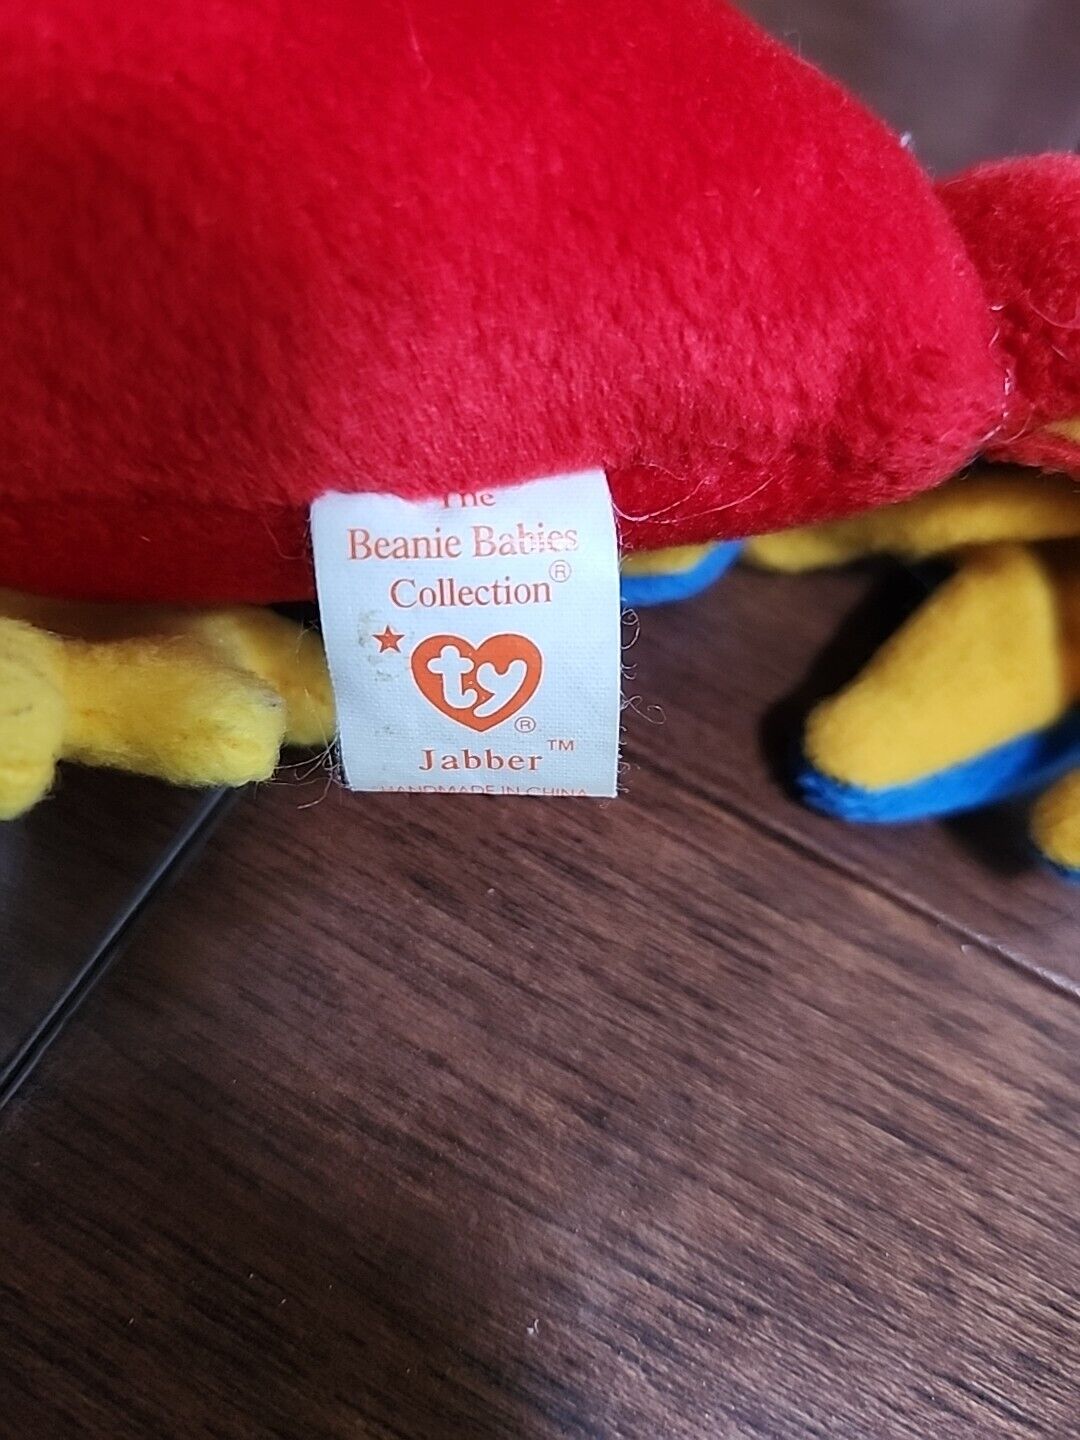 The
Beanie Babies
Collection®
ty®
Jabber™
HANDMADE IN CHINA